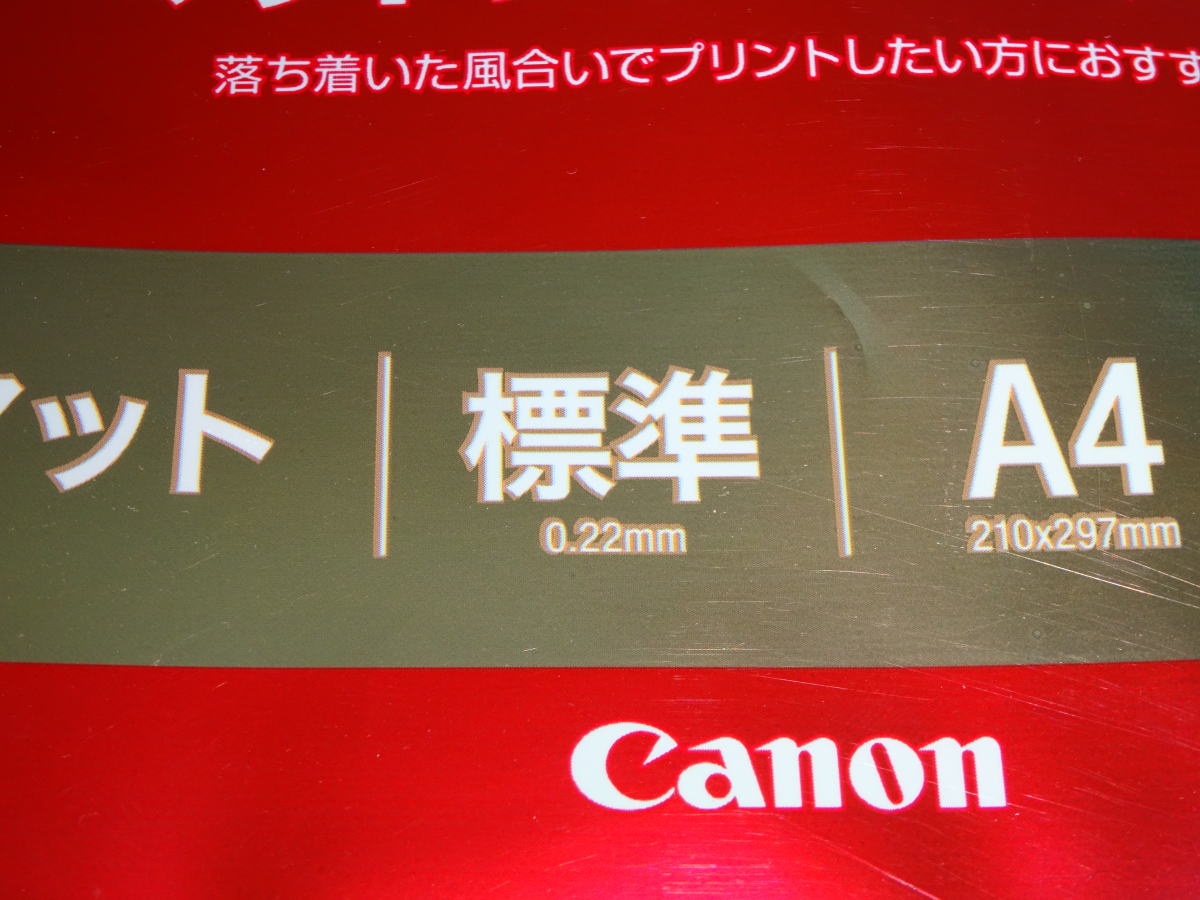 落ち着いた風合いでプリントしたい方におすす
ット | 標準 | A4
0.22mm 210x297mm
Canon